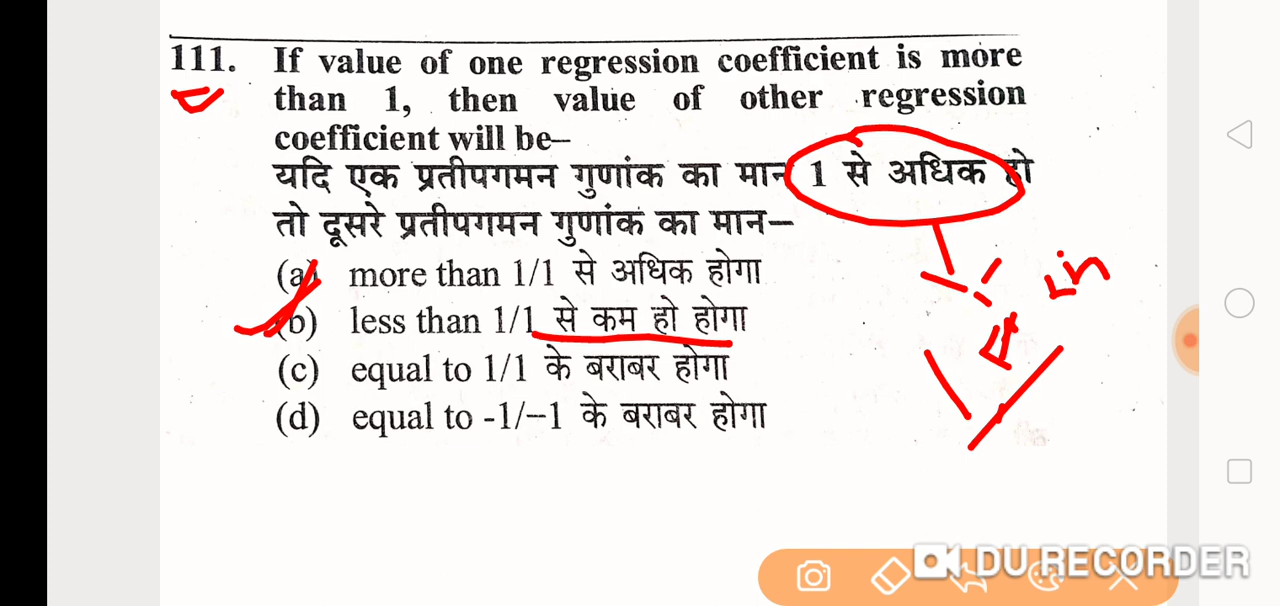 111. If value of one regression coefficient is more
than 1, then value of other regression
coefficient will be–
यदि एक प्रतीपगमन गुणांक का मान 1 से अधिक हो
तो दूसरे प्रतीपगमन गुणांक का मान–
(a) more than 1/1 से अधिक होगा
(b) less than 1/1 से कम हो होगा
(c) equal to 1/1 के बराबर होगा
(d) equal to -1/–1 के बराबर होगा
DU RECORDER